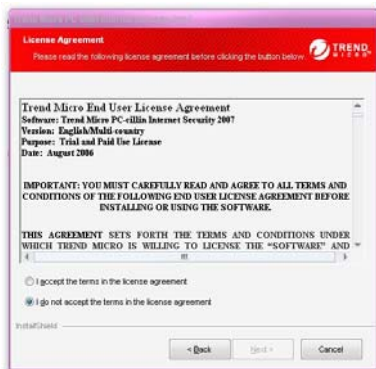 License Agreement
Please read the following license agreement before clicking the button below.
TREND
MICRO
Trend Micro End User License Agreement
Software: Trend Micro PC-cillin Internet Security 2007
Version: English/Multi-country
Purpose: Trial and Paid Use License
Date: August 2006
IMPORTANT: YOU MUST CAREFULLY READ AND AGREE TO ALL TERMS AND
CONDITIONS OF THE FOLLOWING END USER LICENSE AGREEMENT BEFORE
INSTALLING OR USING THE SOFTWARE.
THIS AGREEMENT SETS FORTH THE TERMS AND CONDITIONS UNDER
WHICH TREND MICRO IS WILLING TO LICENSE THE "SOFTWARE" AND
I accept the terms in the license agreement
I do not accept the terms in the license agreement
InstallShield
< Back
Next >
Cancel